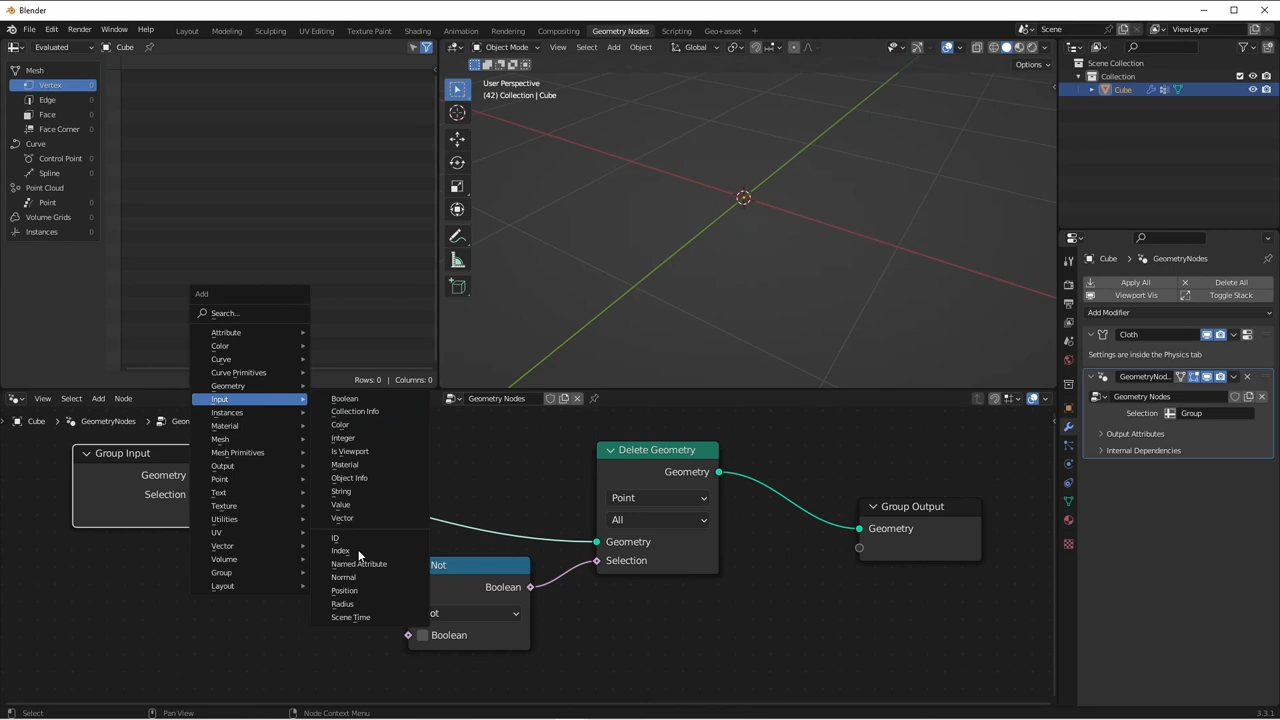 Blender
File Edit Render Window Help Layout Modeling Sculpting UV Editing Texture Paint Shading Animation Rendering Compositing Geometry Nodes Scripting Geo+asset Scene ViewLayer
Evaluated Cube
Object Mode View Select Add Object Global
Options
Mesh
Vertex 0
Edge 0
Face 0
Face Corner 0
Curve
Control Point 0
Spline 0
Point Cloud
Point 0
Volume Grids 0
Instances 0
Rows: 0 | Columns: 0
User Perspective
(42) Collection | Cube
Scene Collection
Collection
Cube
Cube GeometryNodes
Apply All Delete All
Viewport Vis Toggle Stack
Add Modifier
Cloth
Settings are inside the Physics tab
GeometryNod...
Geometry Nodes
Selection Group
Output Attributes
Internal Dependencies
View Select Add Node
Geometry Nodes
Cube GeometryNodes Geon
Group Input
Geometry
Selection
Add
Search...
Attribute
Color
Curve
Curve Primitives
Geometry
Input
Instances
Material
Mesh
Mesh Primitives
Output
Point
Text
Texture
Utilities
UV
Vector
Volume
Group
Layout
Boolean
Collection Info
Color
Integer
Is Viewport
Material
Object Info
String
Value
Vector
ID
Index
Named Attribute
Normal
Position
Radius
Scene Time
Not
Boolean
ot
Boolean
Delete Geometry
Geometry
Point
All
Geometry
Selection
Group Output
Geometry
Select Pan View Node Context Menu 3.3.1